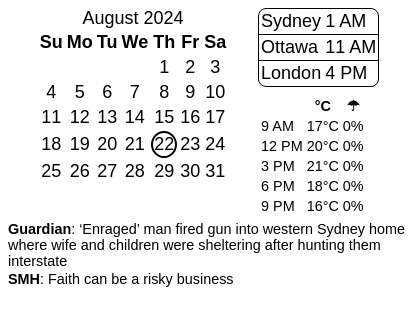 August 2024
Su Mo Tu We Th Fr Sa
1 2 3
4 5 6 7 8 9 10
11 12 13 14 15 16 17
18 19 20 21 22 23 24
25 26 27 28 29 30 31
Sydney 1 AM
Ottawa 11 AM
London 4 PM
°C ☂
9 AM 17°C 0%
12 PM 20°C 0%
3 PM 21°C 0%
6 PM 18°C 0%
9 PM 16°C 0%
Guardian: ‘Enraged’ man fired gun into western Sydney home
where wife and children were sheltering after hunting them
interstate
SMH: Faith can be a risky business